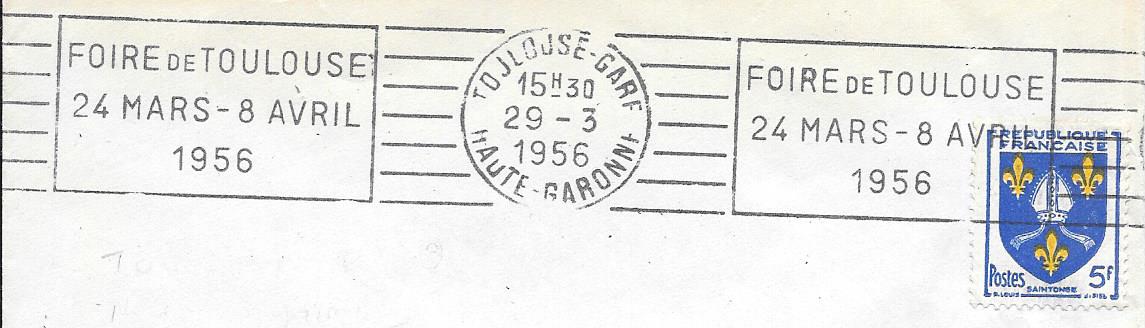 FOIRE DE TOULOUSE
24 MARS - 8 AVRIL
1956
TOULOUSE-GARE
15H30
29 - 3
1956
HAUTE-GARONNE
FOIRE DE TOULOUSE
24 MARS - 8 AVRIL
1956
REPUBLIQUE
FRANCAISE
Postes 5f
SAINTONGE